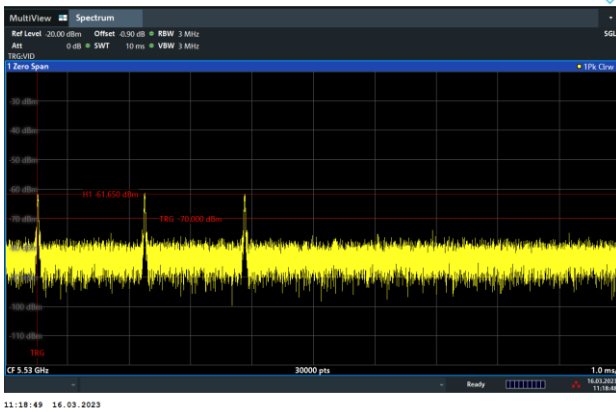 MultiView Spectrum
Ref Level -20.00 dBm Offset -0.90 dB RBW 3 MHz SGL
Att 0 dB SWT 10 ms VBW 3 MHz
TRG:VID
1 Zero Span 1Pk Clrw
-30 dBm
-40 dBm
-50 dBm
-60 dBm
H1 -61.650 dBm
-70 dBm
TRG -70.000 dBm
-100 dBm
-110 dBm
TRG
CF 5.53 GHz 30000 pts 1.0 ms/
Ready 16.03.2023
11:18:48
11:18:49 16.03.2023